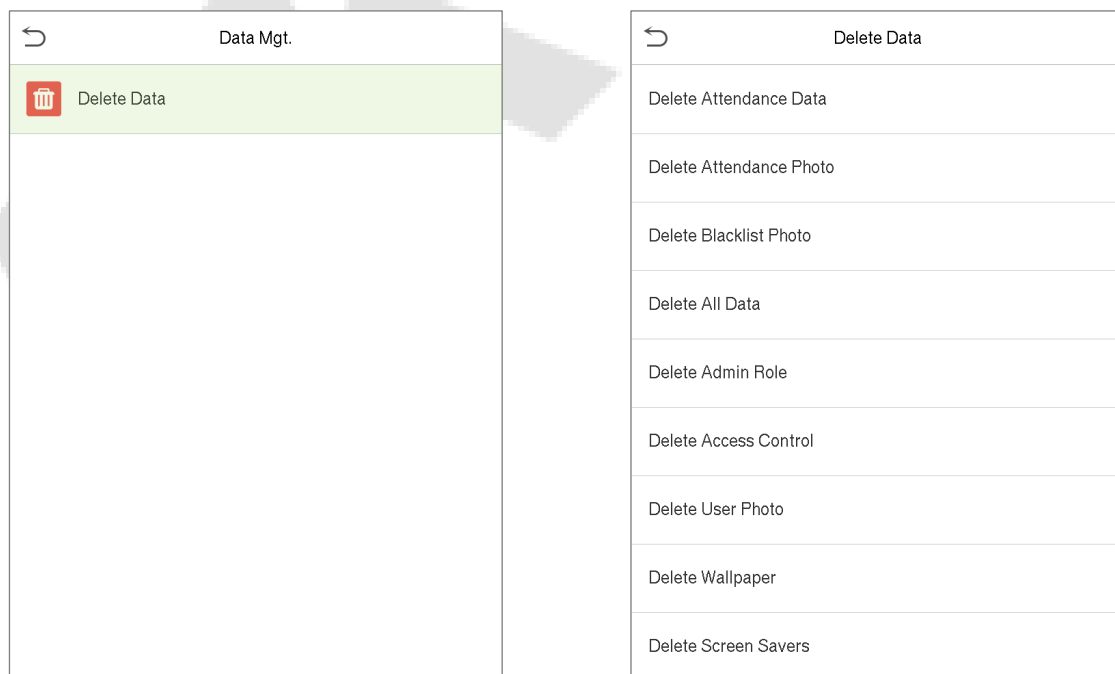 Data Mgt.
Delete Data
Delete Data
Delete Attendance Data
Delete Attendance Photo
Delete Blacklist Photo
Delete All Data
Delete Admin Role
Delete Access Control
Delete User Photo
Delete Wallpaper
Delete Screen Savers